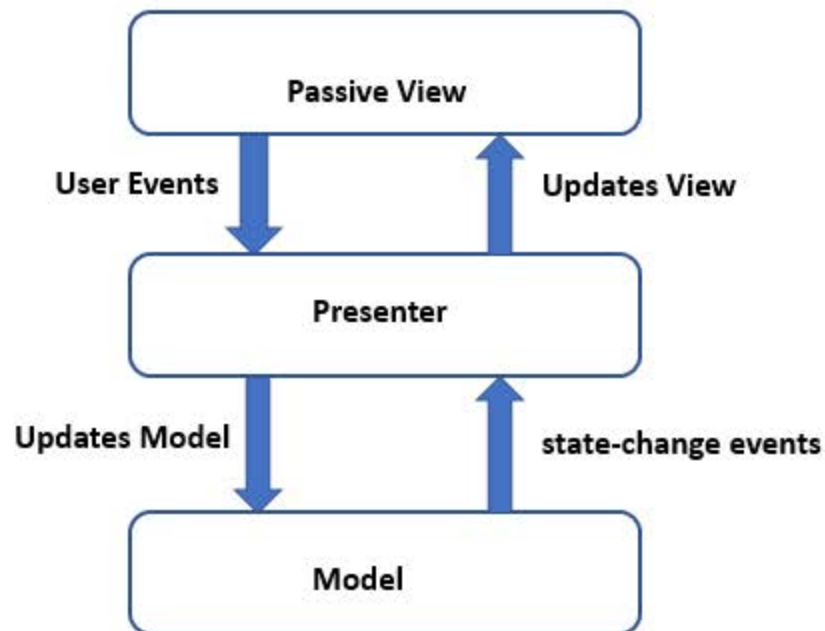 Passive View
User Events
Updates View
Presenter
Updates Model
state-change events
Model